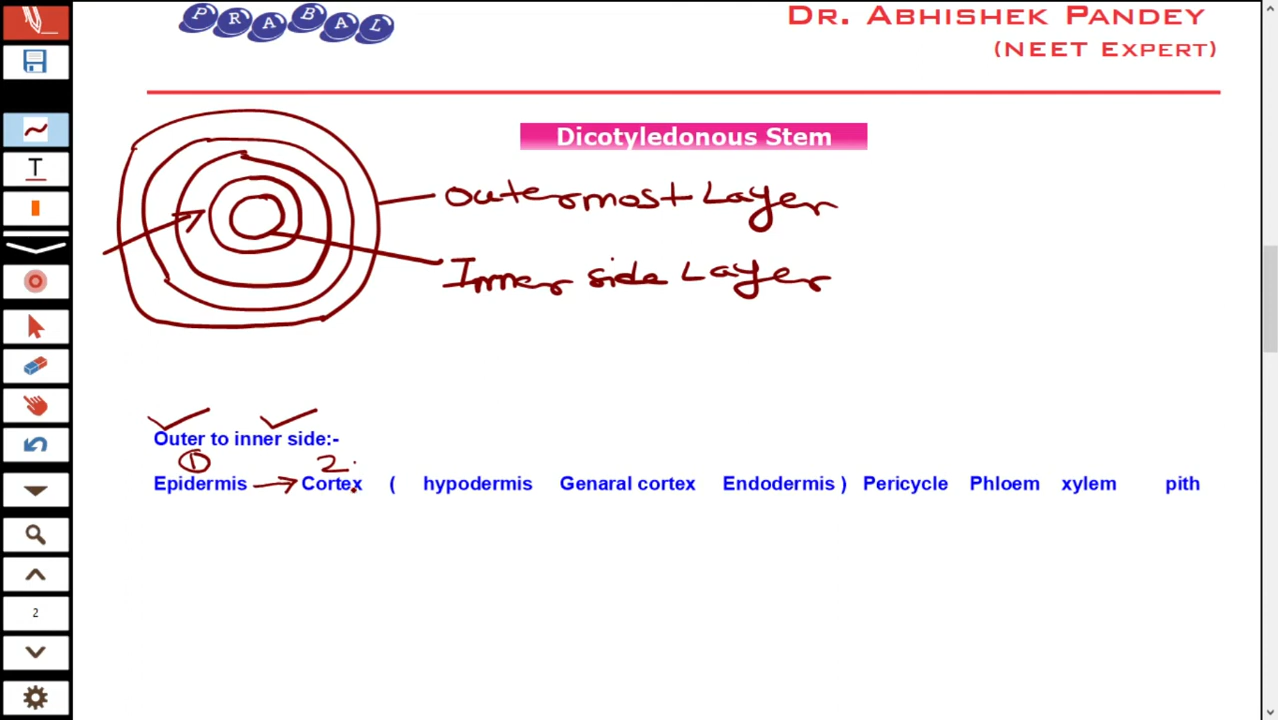 PRABAL
DR. ABHISHEK PANDEY
(NEET EXPERT)
Dicotyledonous Stem
Outermost Layer
Inner side Layer
Outer to inner side:-
1 2
Epidermis → Cortex ( hypodermis Genaral cortex Endodermis ) Pericycle Phloem xylem pith
T
2